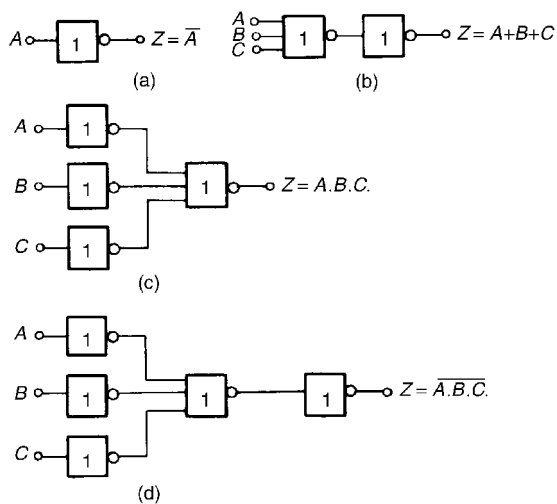 A 1 Z = A̅
(a)
A
B
C
1 1 Z = A+B+C
(b)
A 1
B 1 1 Z = A.B.C.
C 1
(c)
A 1
B 1 1 1 Z = A̅.̅B̅.̅C̅.
C 1
(d)